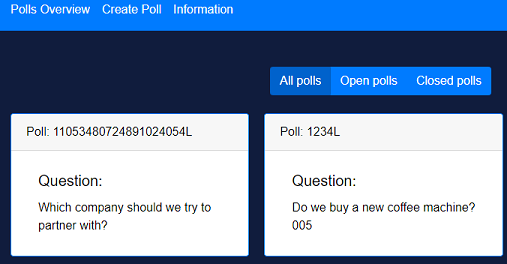 Polls Overview Create Poll Information
All polls Open polls Closed polls
Poll: 11053480724891024054L
Question:
Which company should we try to
partner with?
Poll: 1234L
Question:
Do we buy a new coffee machine?
005